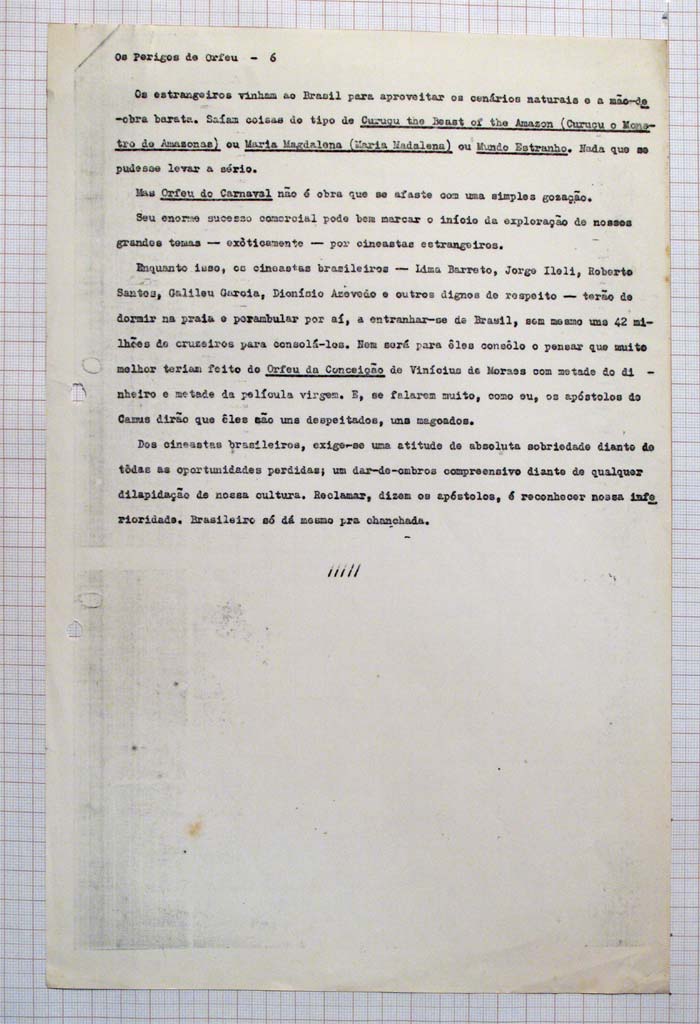 Os Perigos de Orfeu - 6
Os estrangeiros vinham ao Brasil para aproveitar os cenários naturais e a mão-de
-obra barata. Saíam coisas do tipo de Curuçu the Beast of the Amazon (Curuçu o Mons-
tro do Amazonas) ou Maria Magdalena (Maria Madalena) ou Mundo Estranho. Nada que se
pudesse levar a sério.
Mas Orfeu do Carnaval não é obra que se afaste com uma simples gozação.
Seu enorme sucesso comercial pode bem marcar o início da exploração de nossos
grandes temas — exòticamente — por cineastas estrangeiros.
Enquanto isso, os cineastas brasileiros — Lima Barreto, Jorge Ileli, Roberto
Santos, Galileu Garcia, Dionísio Azevedo e outros dignos de respeito — terão de
dormir na praia e perambular por aí, a entranhar-se de Brasil, sem mesmo uns 42 mi-
lhões de cruzeiros para consolá-los. Nem será para êles consôlo o pensar que muito
melhor teriam feito do Orfeu da Conceição de Vinícius de Moraes com metade do di -
nheiro e metade da película virgem. E, se falarem muito, como eu, os apóstolos do
Camus dirão que êles são uns despeitados, uns magoados.
Dos cineastas brasileiros, exige-se uma atitude de absoluta sobriedade diante de
tôdas as oportunidades perdidas; um dar-de-ombros compreensivo diante de qualquer
dilapidação de nossa cultura. Reclamar, dizem os apóstolos, é reconhecer nossa infe
rioridade. Brasileiro só dá mesmo pra chanchada.
/////